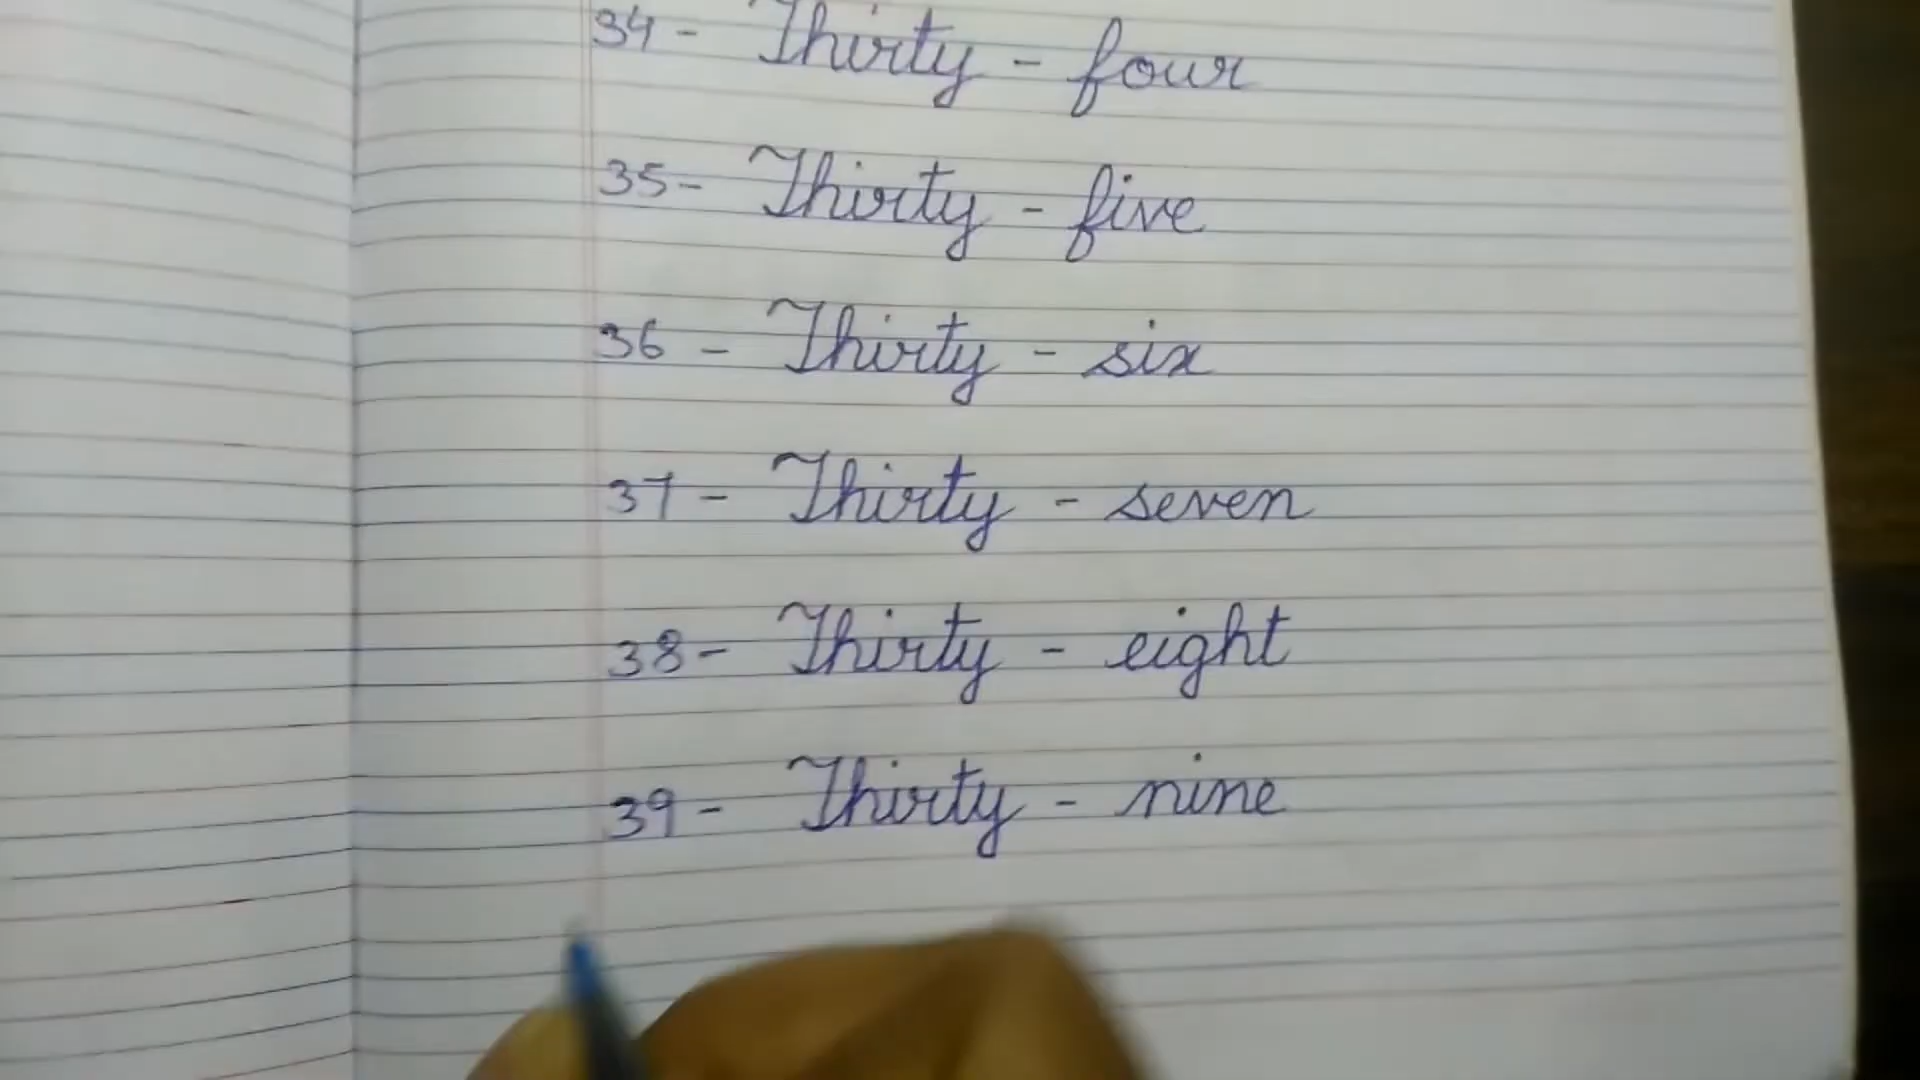 34 - Thirty - four
35 - Thirty - five
36 - Thirty - six
37 - Thirty - seven
38 - Thirty - eight
39 - Thirty - nine